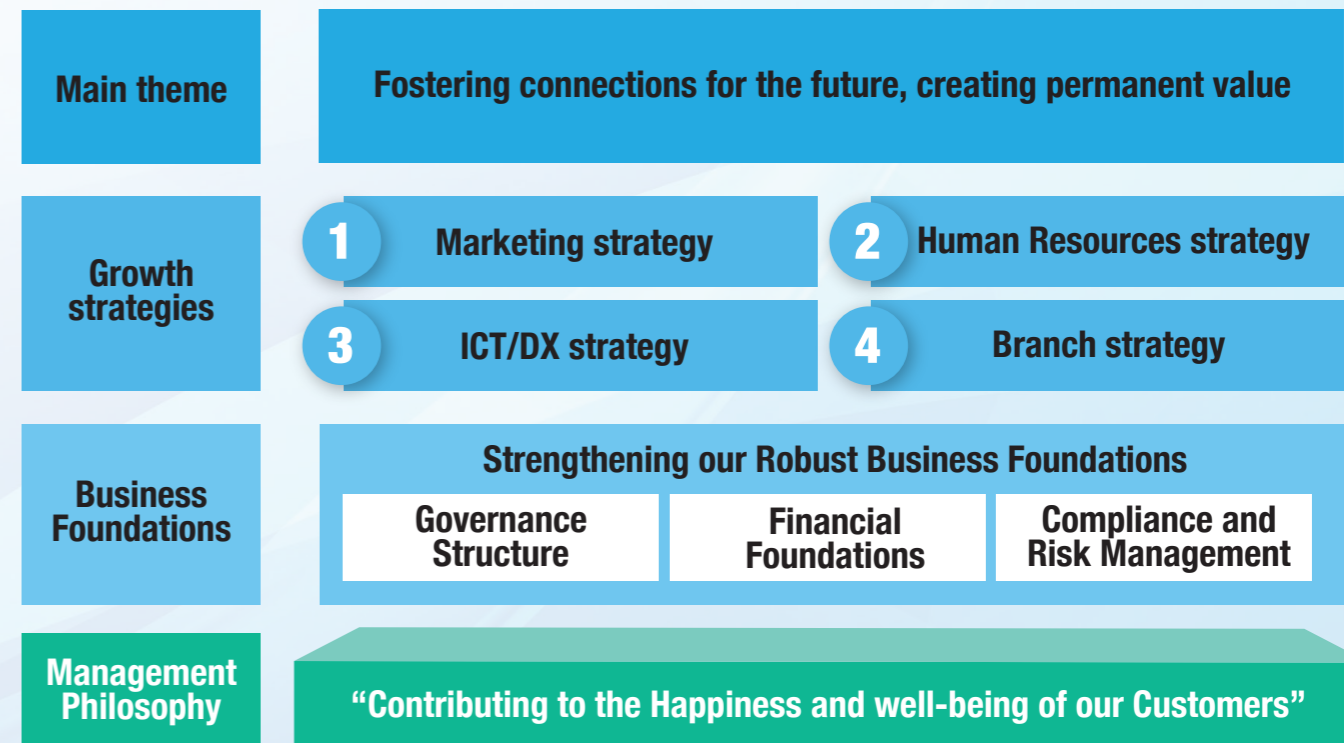 Main theme
Fostering connections for the future, creating permanent value
Growth
strategies
1
Marketing strategy
2
Human Resources strategy
3
ICT/DX strategy
4
Branch strategy
Business
Foundations
Strengthening our Robust Business Foundations
Governance
Structure
Financial
Foundations
Compliance and
Risk Management
Management
Philosophy
“Contributing to the Happiness and well-being of our Customers”